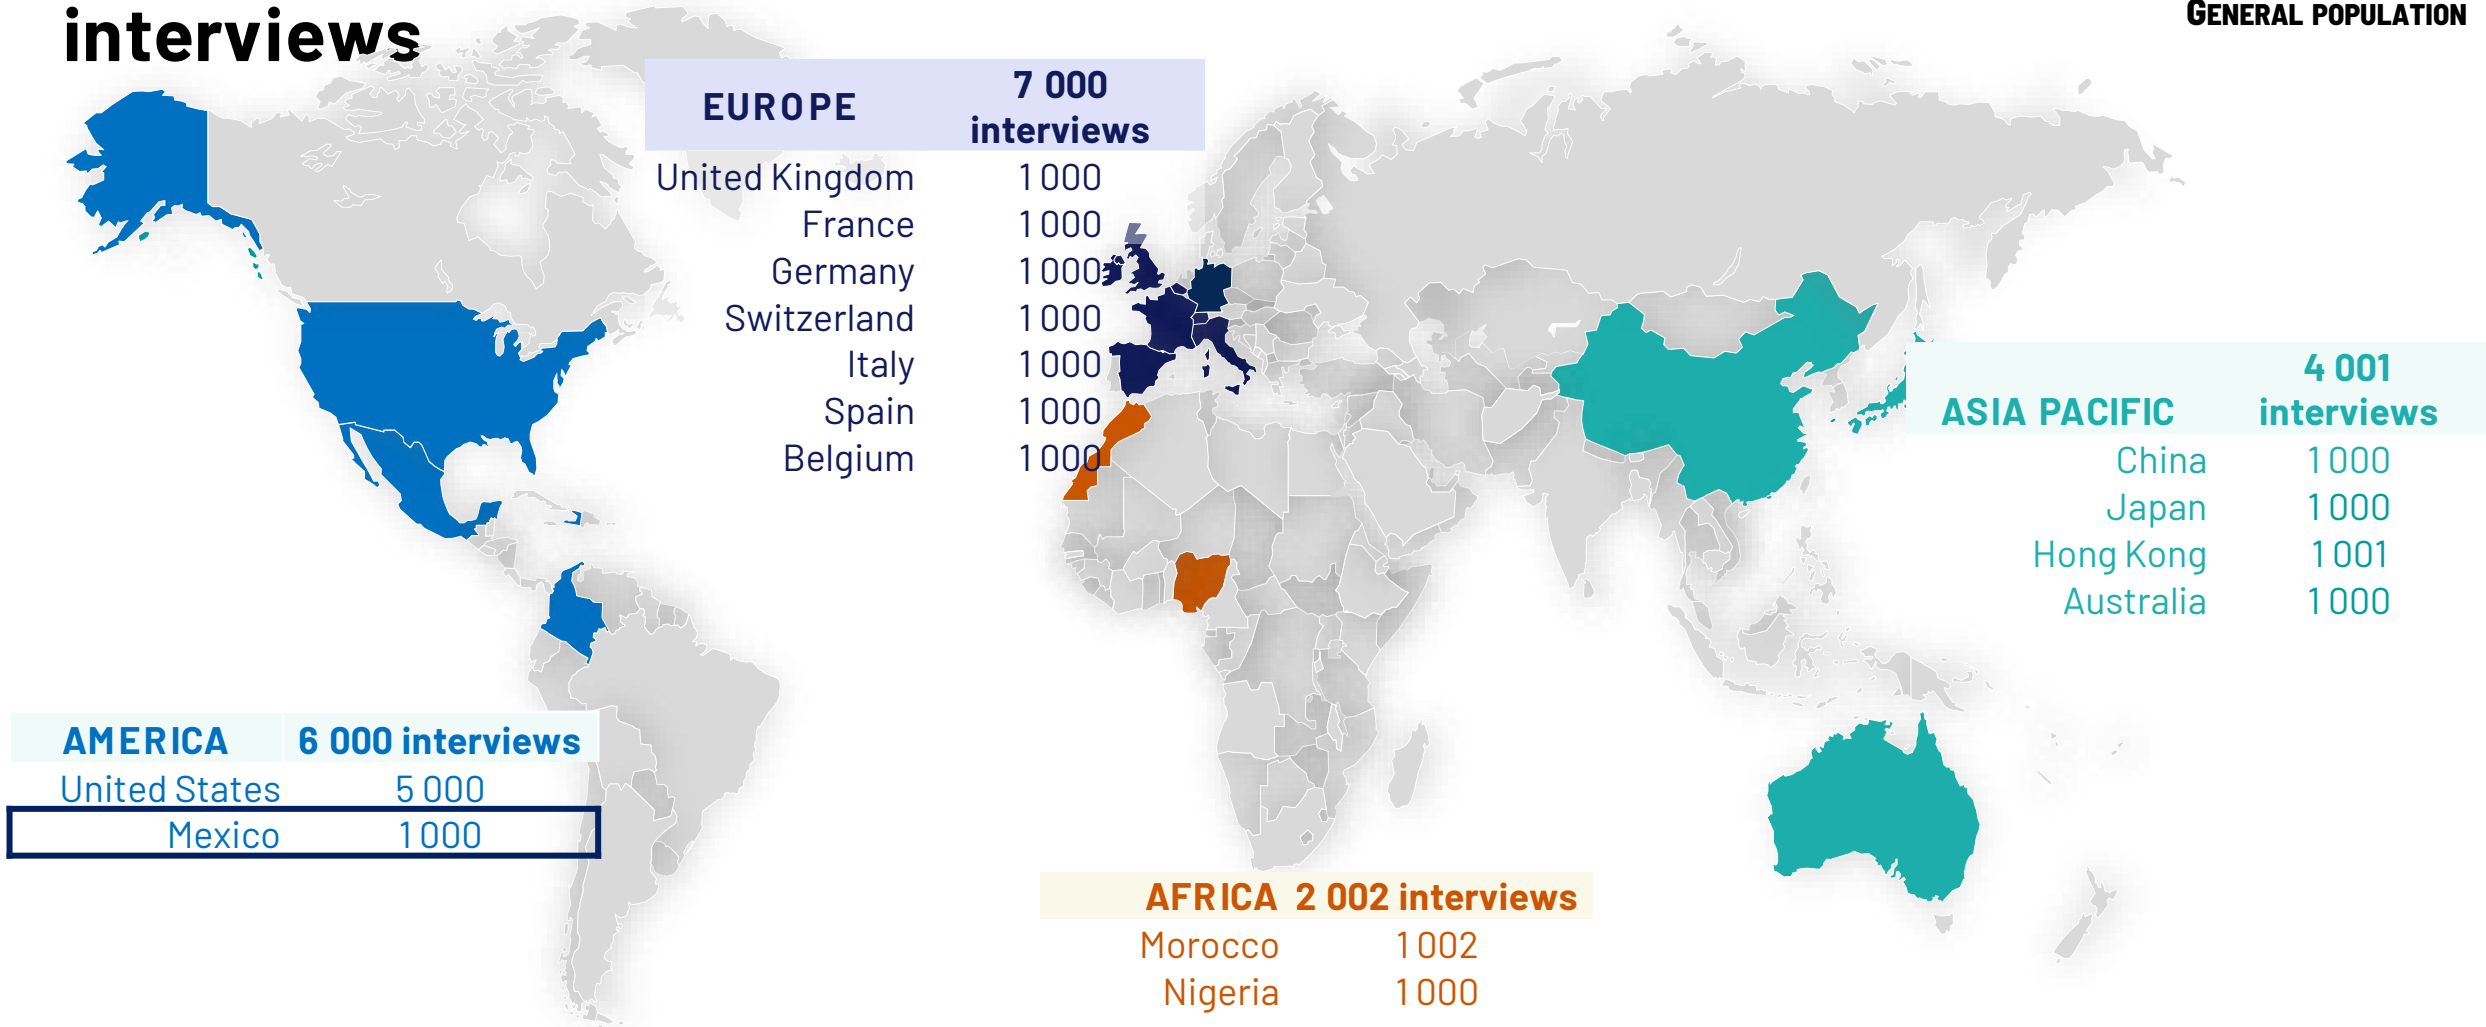 interviews
GENERAL POPULATION
EUROPE 7 000 interviews
United Kingdom 1 000
France 1 000
Germany 1 000
Switzerland 1 000
Italy 1 000
Spain 1 000
Belgium 1 000
ASIA PACIFIC 4 001 interviews
China 1 000
Japan 1 000
Hong Kong 1 001
Australia 1 000
AMERICA 6 000 interviews
United States 5 000
Mexico 1 000
AFRICA 2 002 interviews
Morocco 1 002
Nigeria 1 000